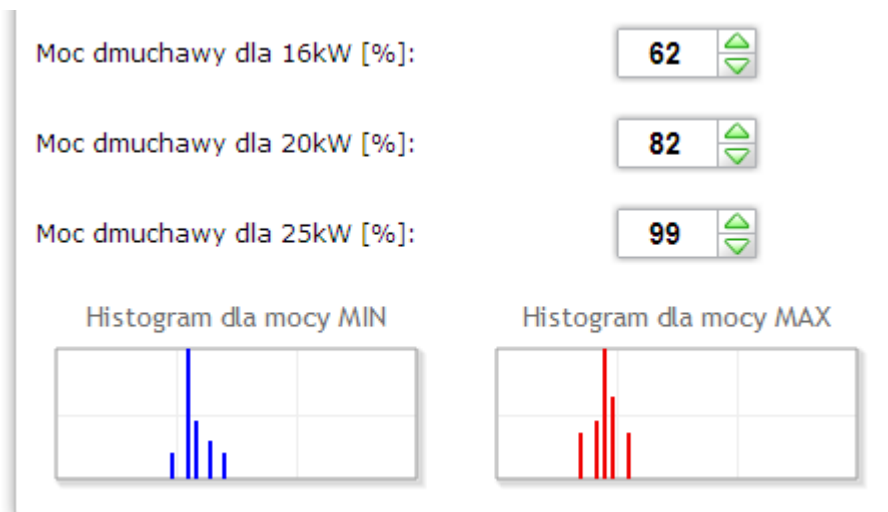 Moc dmuchawy dla 16kW [%]: 62
Moc dmuchawy dla 20kW [%]: 82
Moc dmuchawy dla 25kW [%]: 99
Histogram dla mocy MIN Histogram dla mocy MAX